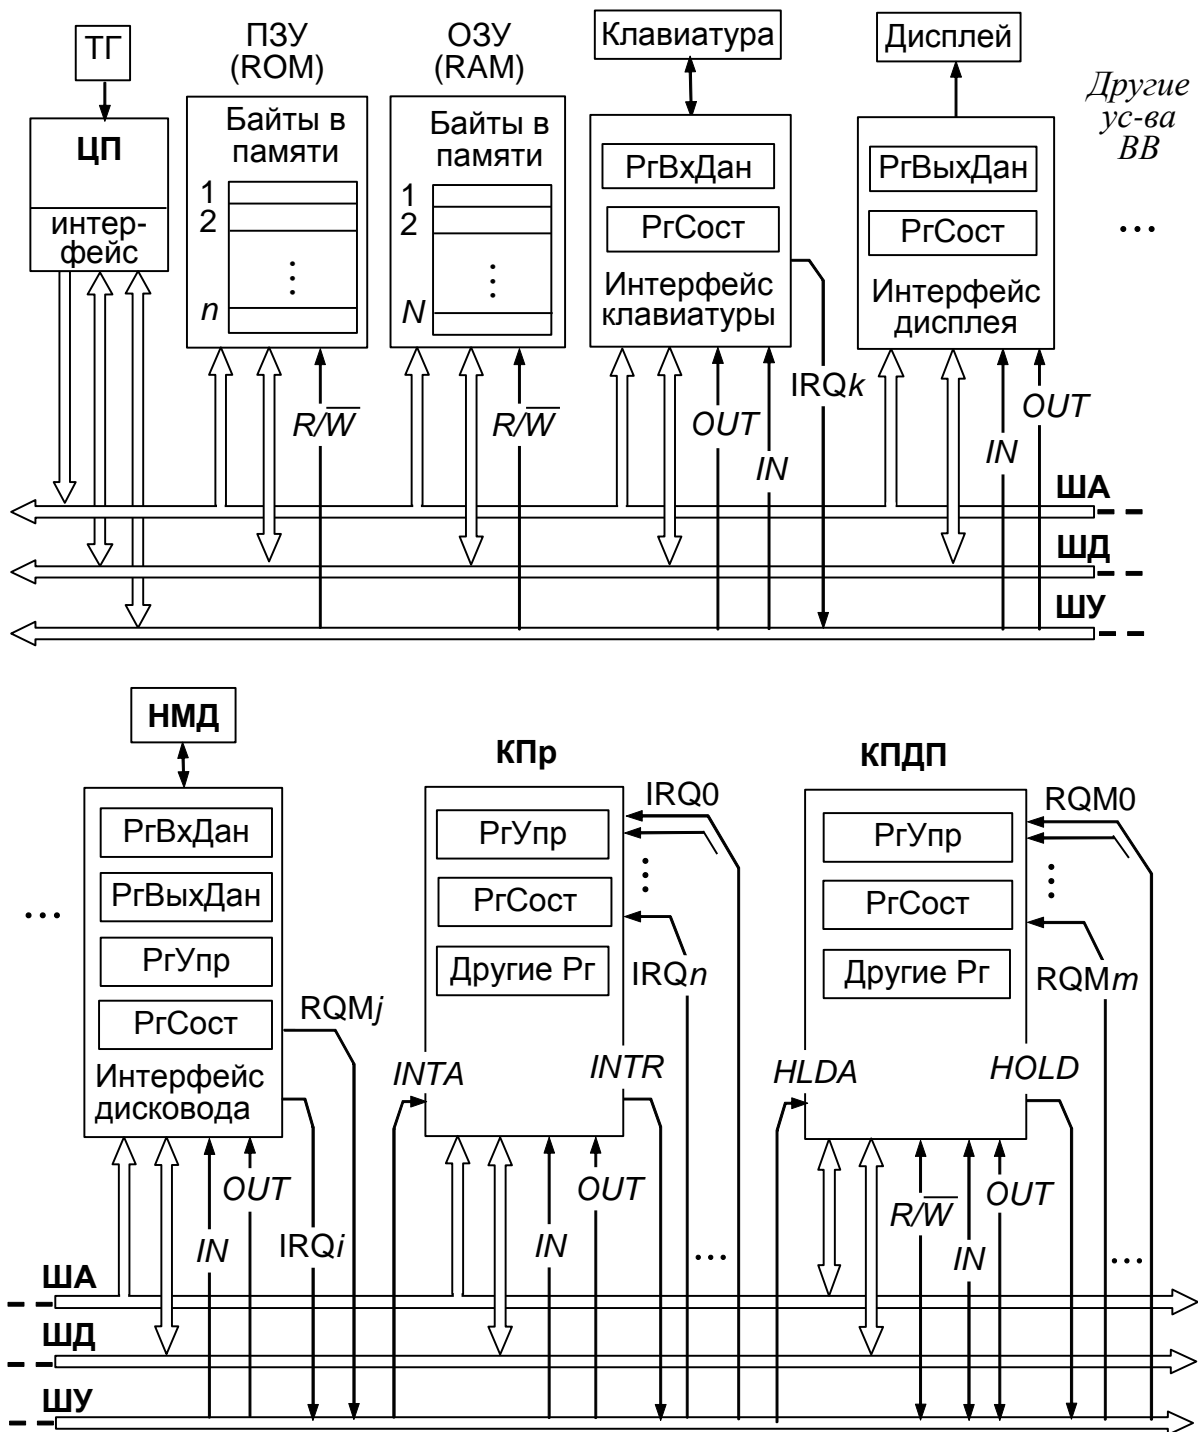 ТГ
ПЗУ
(ROM)
ОЗУ
(RAM)
Клавиатура
Дисплей
Другие
ус-ва
ВВ
ЦП
интер-
фейс
Байты в
памяти
1
2
⋮
n
Байты в
памяти
1
2
⋮
N
РгВхДан
РгСост
Интерфейс
клавиатуры
РгВыхДан
РгСост
Интерфейс
дисплея
...
R/W̅
R/W̅
OUT
IN
IRQk
IN
OUT
ША
ШД
ШУ
НМД
КПр
КПДП
...
РгВхДан
РгВыхДан
РгУпр
РгСост
Интерфейс
дисковода
RQMj
IRQi
IN
OUT
РгУпр
РгСост
Другие Рг
IRQ0
⋮
IRQn
INTA
INTR
IN
OUT
...
РгУпр
РгСост
Другие Рг
RQM0
⋮
RQMm
HLDA
HOLD
R/W̅
IN
OUT
...
ША
ШД
ШУ